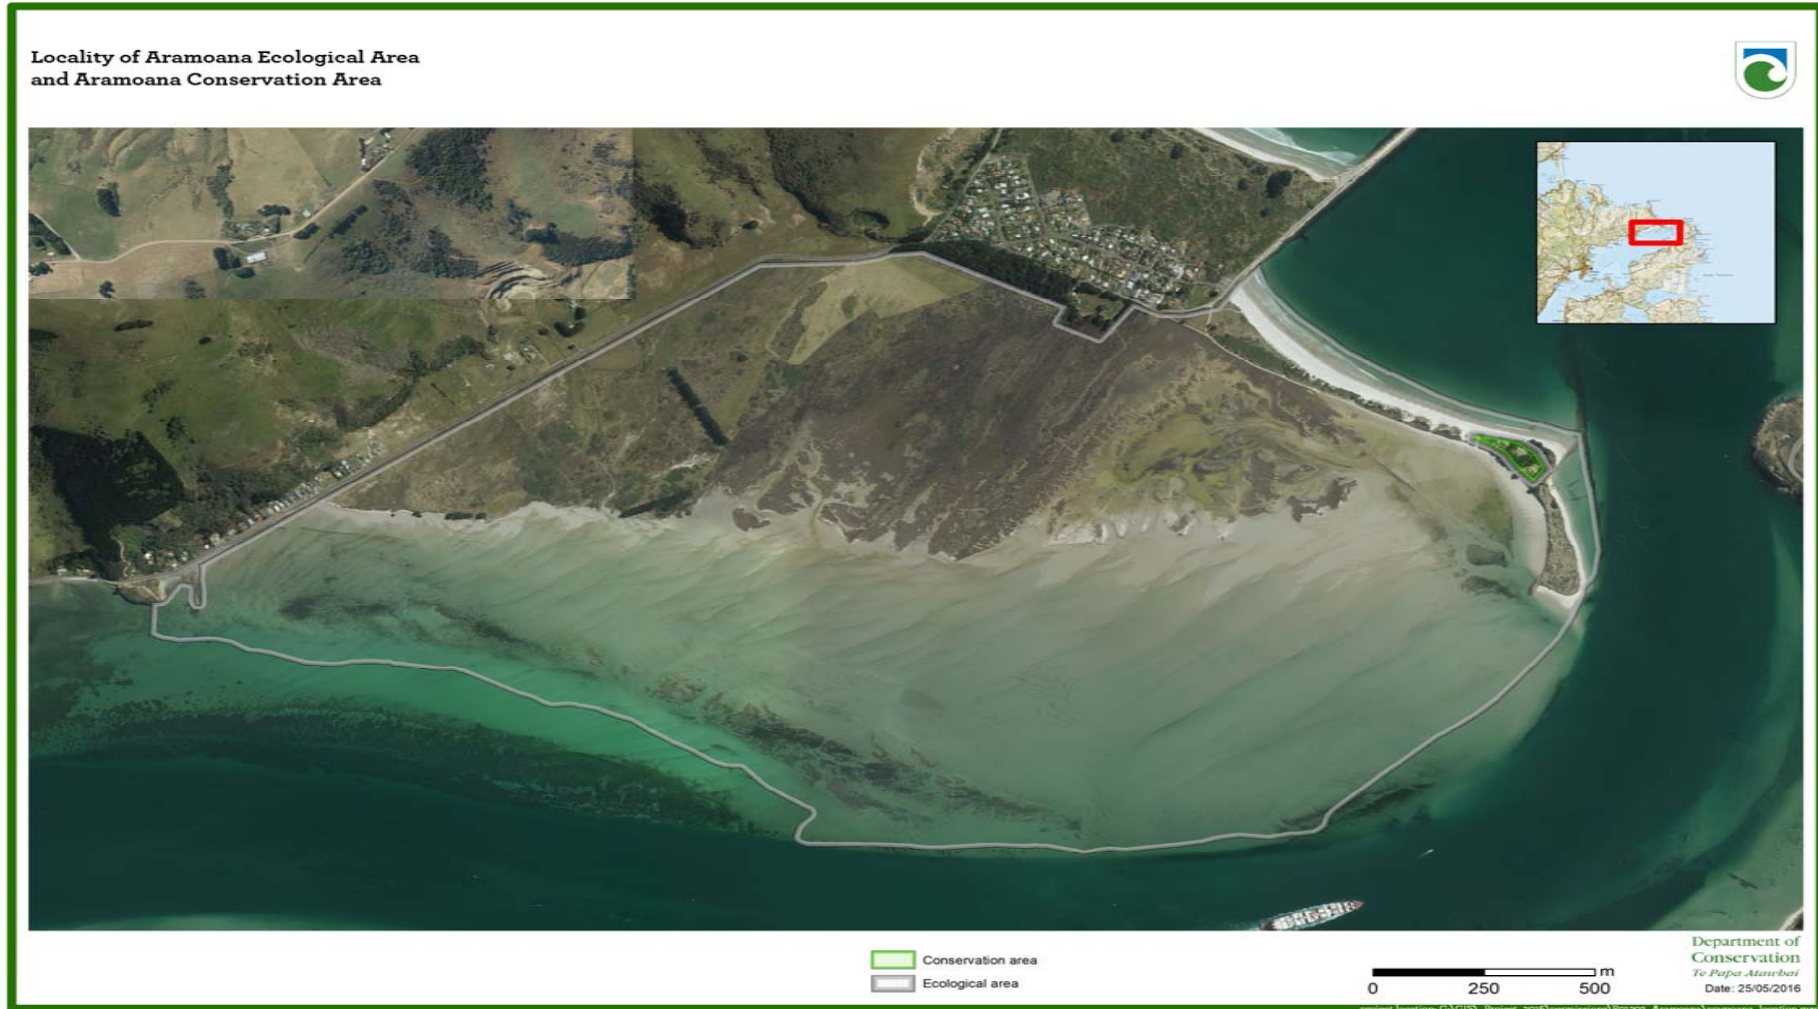 Locality of Aramoana Ecological Area
and Aramoana Conservation Area
Conservation area
Ecological area
m
0 250 500
Department of
Conservation
Te Papa Atawhai
Date: 25/05/2016